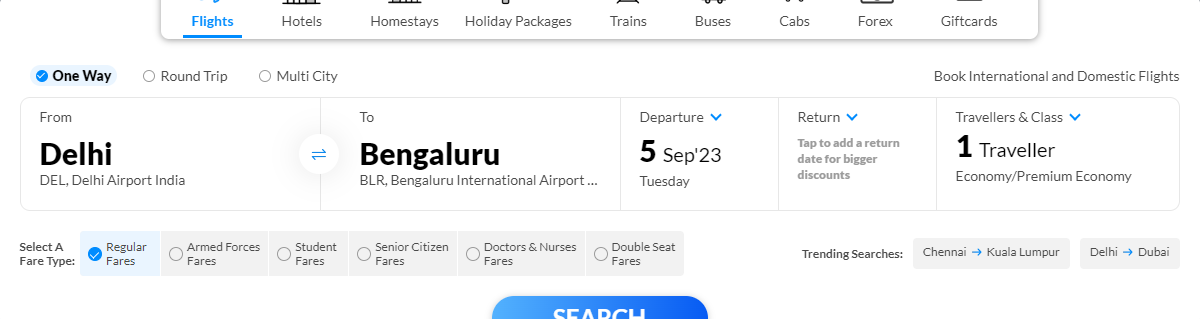 Flights Hotels Homestays Holiday Packages Trains Buses Cabs Forex Giftcards
One Way Round Trip Multi City Book International and Domestic Flights
From
Delhi
DEL, Delhi Airport India
To
Bengaluru
BLR, Bengaluru International Airport ...
Departure
5 Sep'23
Tuesday
Return
Tap to add a return
date for bigger
discounts
Travellers & Class
1 Traveller
Economy/Premium Economy
Select A
Fare Type:
Regular
Fares
Armed Forces
Fares
Student
Fares
Senior Citizen
Fares
Doctors & Nurses
Fares
Double Seat
Fares
Trending Searches: Chennai → Kuala Lumpur Delhi → Dubai
SEARCH